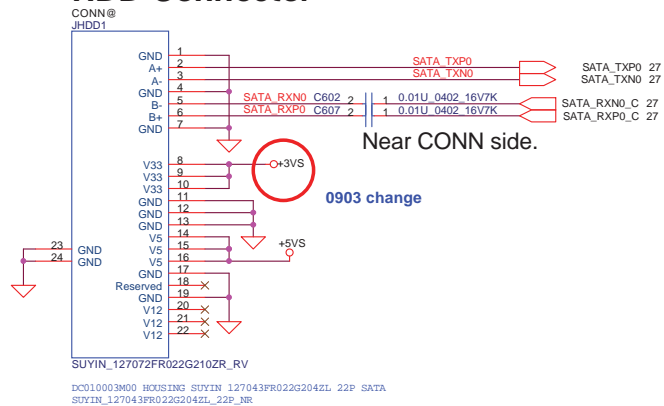 CONN@
JHDD1
GND 1
A+ 2 SATA_TXP0 SATA_TXP0 27
A- 3 SATA_TXN0 SATA_TXN0 27
GND 4
B- 5 SATA_RXN0 C602 2 1 0.01U_0402_16V7K SATA_RXN0_C 27
B+ 6 SATA_RXP0 C607 2 1 0.01U_0402_16V7K SATA_RXP0_C 27
GND 7
Near CONN side.
V33 8 +3VS
V33 9
V33 10
GND 11
0903 change
GND 12
GND 13
V5 14
23 GND V5 15 +5VS
24 GND V5 16
GND 17
Reserved 18
GND 19
V12 20
V12 21
V12 22
SUYIN_127072FR022G210ZR_RV
DC010003M00 HOUSING SUYIN 127043FR022G204ZL 22P SATA
SUYIN_127043FR022G204ZL_22P_NR